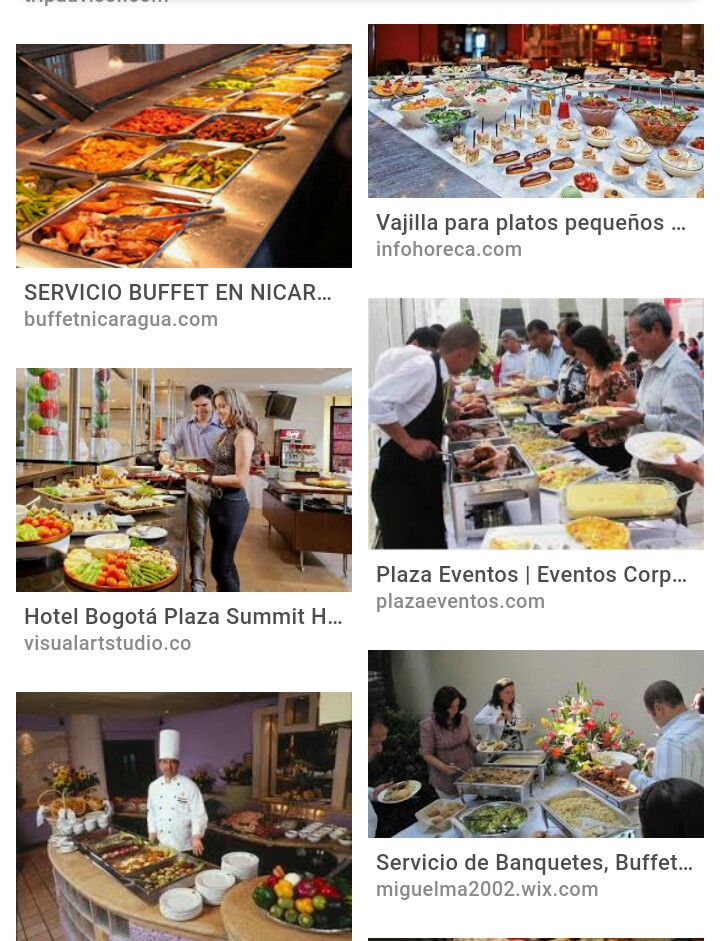 SERVICIO BUFFET EN NICAR...
buffetnicaragua.com
Vajilla para platos pequeños ...
infohoreca.com
Hotel Bogotá Plaza Summit H...
visualartstudio.co
Plaza Eventos | Eventos Corp...
plazaeventos.com
Servicio de Banquetes, Buffet...
miguelma2002.wix.com